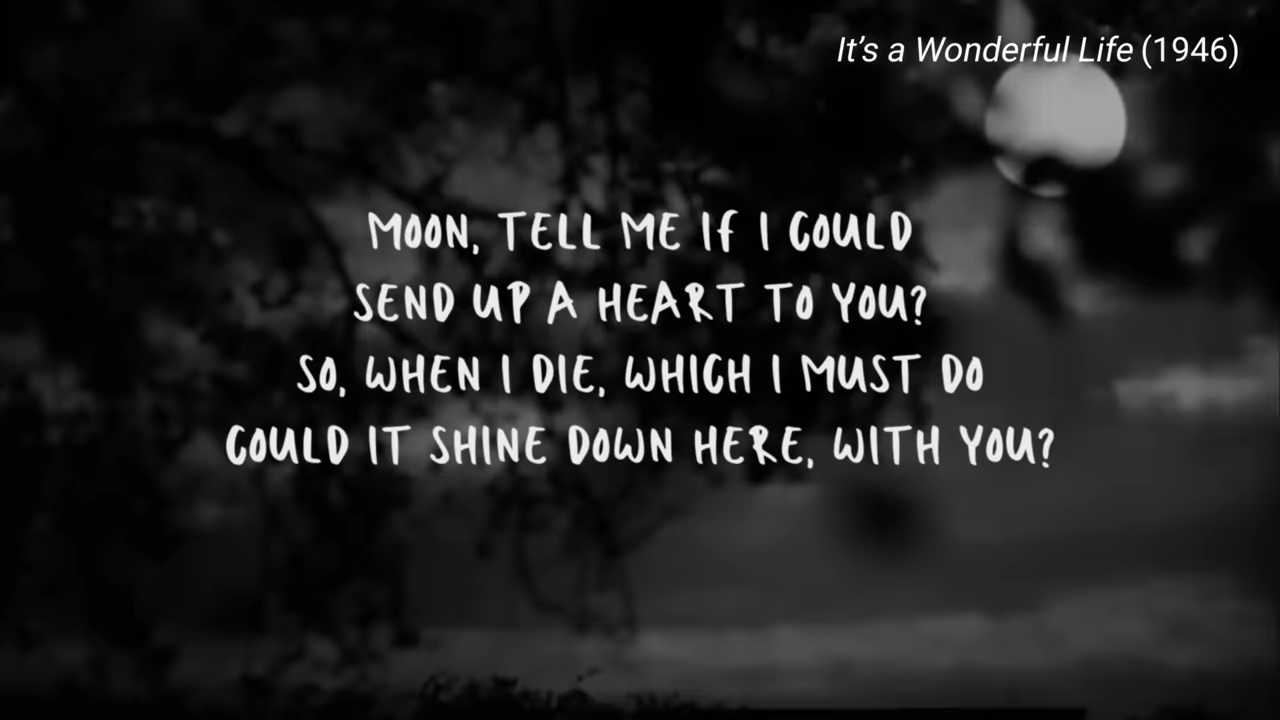 It's a Wonderful Life (1946)
MOON, TELL ME IF I COULD
SEND UP A HEART TO YOU?
SO, WHEN I DIE, WHICH I MUST DO
COULD IT SHINE DOWN HERE, WITH YOU?